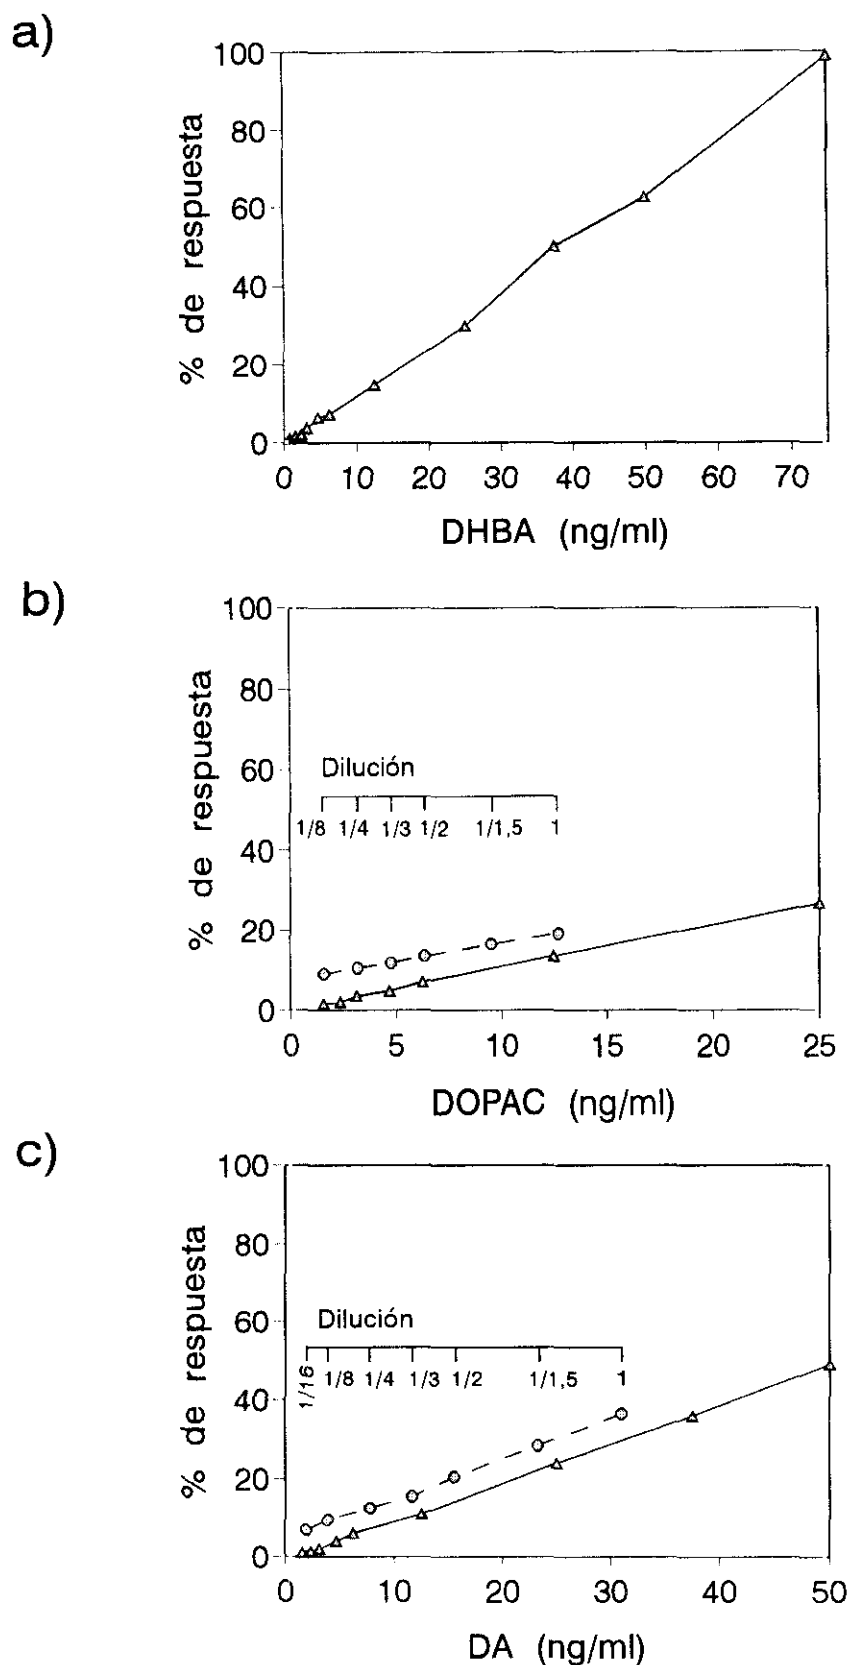 a)
% de respuesta
100
80
60
40
20
0
0 10 20 30 40 50 60 70
DHBA (ng/ml)
b)
% de respuesta
100
80
60
40
20
0
Dilución
1/8 1/4 1/3 1/2 1/1,5 1
0 5 10 15 20 25
DOPAC (ng/ml)
c)
% de respuesta
100
80
60
40
20
0
Dilución
1/16 1/8 1/4 1/3 1/2 1/1,5 1
0 10 20 30 40 50
DA (ng/ml)